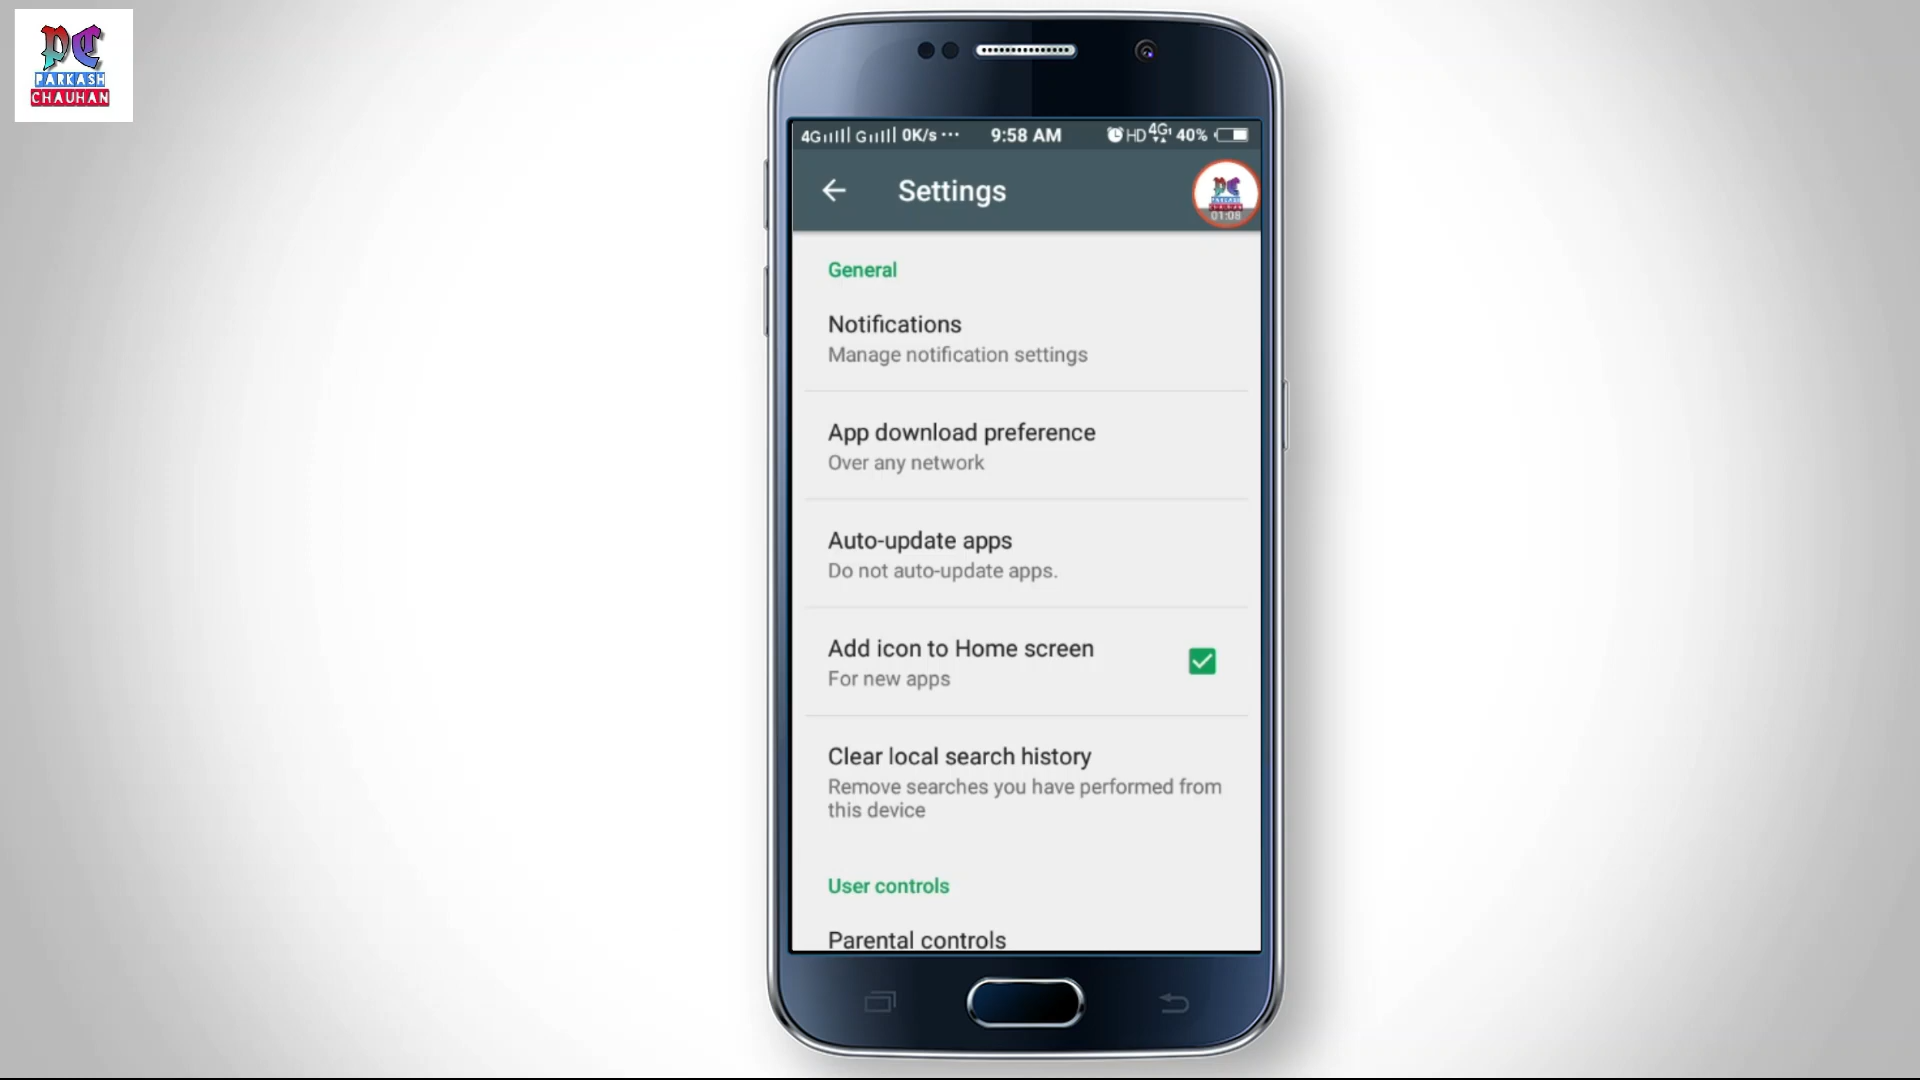 PC
PARKASH
CHAUHAN
4G G 0K/s ··· 9:58 AM HD 4G 40%
Settings
01:08
General
Notifications
Manage notification settings
App download preference
Over any network
Auto-update apps
Do not auto-update apps.
Add icon to Home screen
For new apps
Clear local search history
Remove searches you have performed from
this device
User controls
Parental controls